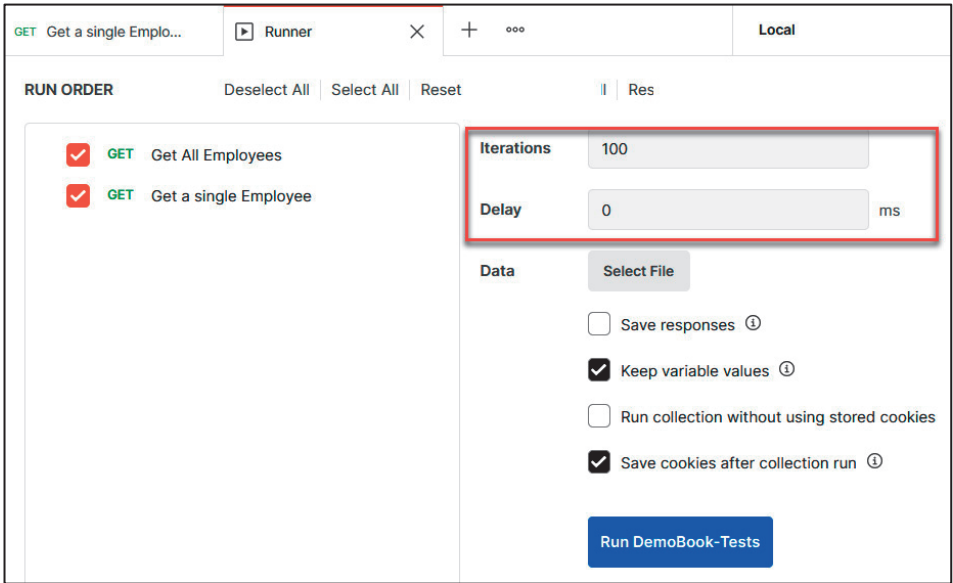 GET Get a single Emplo... Runner Local
RUN ORDER Deselect All Select All Reset ll Res
GET Get All Employees
GET Get a single Employee
Iterations 100
Delay 0 ms
Data Select File
Save responses
Keep variable values
Run collection without using stored cookies
Save cookies after collection run
Run DemoBook-Tests